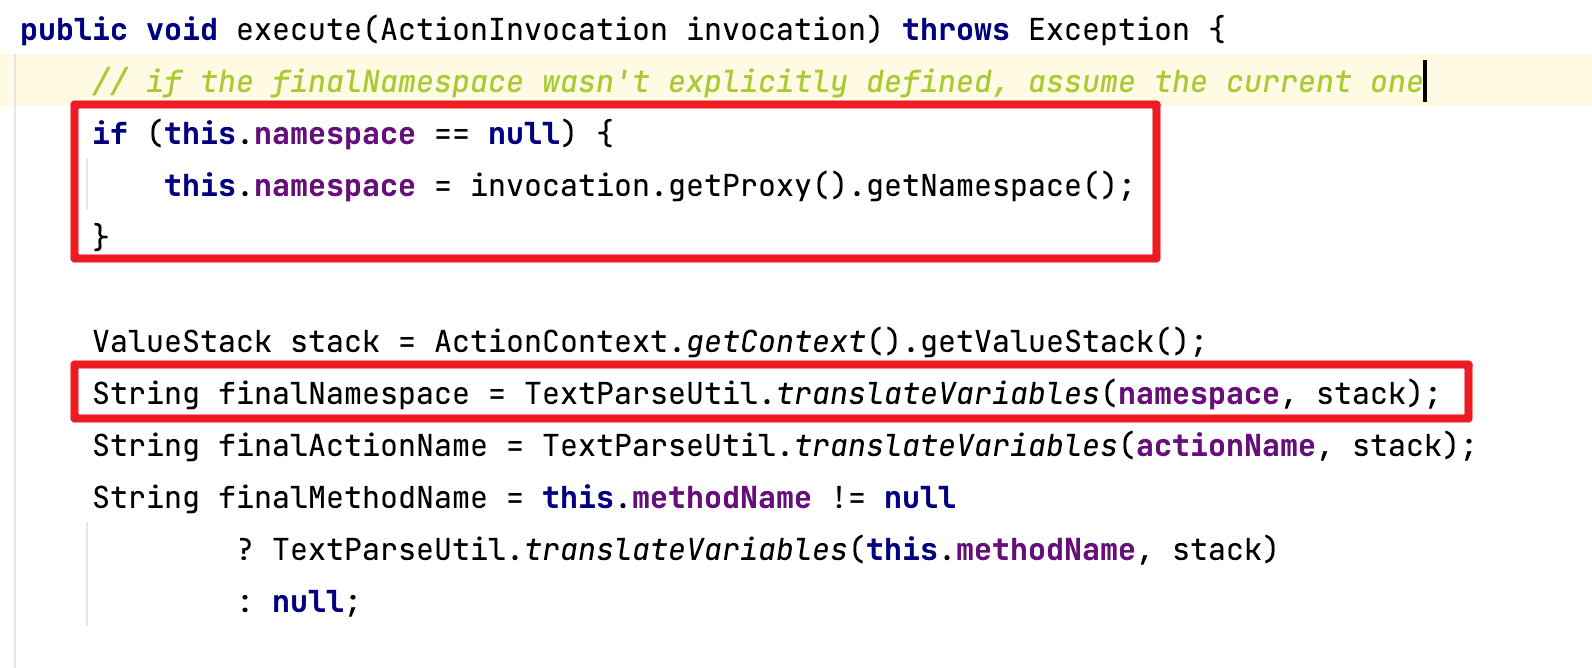 public void execute(ActionInvocation invocation) throws Exception {
// if the finalNamespace wasn't explicitly defined, assume the current one
if (this.namespace == null) {
this.namespace = invocation.getProxy().getNamespace();
}
ValueStack stack = ActionContext.getContext().getValueStack();
String finalNamespace = TextParseUtil.translateVariables(namespace, stack);
String finalActionName = TextParseUtil.translateVariables(actionName, stack);
String finalMethodName = this.methodName != null
? TextParseUtil.translateVariables(this.methodName, stack)
: null;